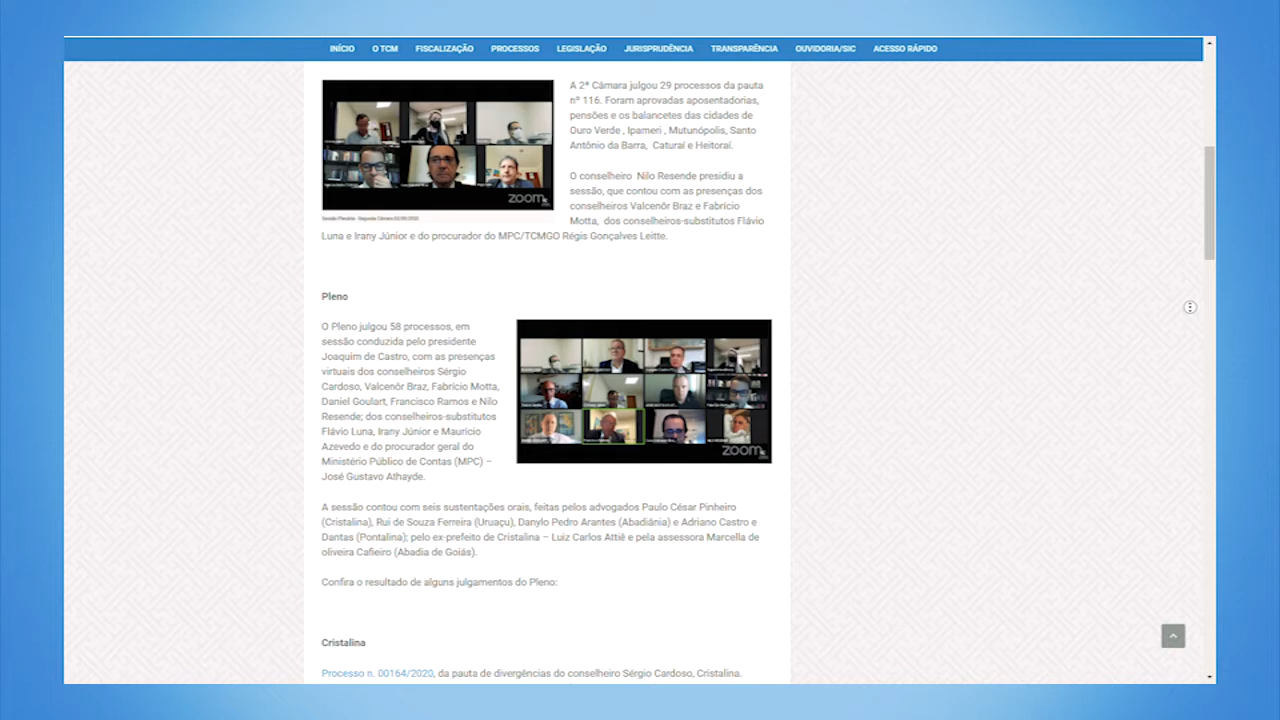 INÍCIO O TCM FISCALIZAÇÃO PROCESSOS LEGISLAÇÃO JURISPRUDÊNCIA TRANSPARÊNCIA OUVIDORIA/SIC ACESSO RÁPIDO
A 2ª Câmara julgou 29 processos da pauta
nº 116. Foram aprovadas aposentadorias,
pensões e os balancetes das cidades de
Ouro Verde , Ipameri , Mutunópolis, Santo
Antônio da Barra, Caturaí e Heitoraí.
O conselheiro Nilo Resende presidiu a
sessão, que contou com as presenças dos
conselheiros Valcenôr Braz e Fabrício
Motta, dos conselheiros-substitutos Flávio
Luna e Irany Júnior e do procurador do MPC/TCMGO Régis Gonçalves Leitte.
zoom
Sessão Plenária - Segunda Câmara
Pleno
O Pleno julgou 58 processos, em
sessão conduzida pelo presidente
Joaquim de Castro, com as presenças
virtuais dos conselheiros Sérgio
Cardoso, Valcenôr Braz, Fabrício Motta,
Daniel Goulart, Francisco Ramos e Nilo
Resende; dos conselheiros-substitutos
Flávio Luna, Irany Júnior e Maurício
Azevedo e do procurador geral do
Ministério Público de Contas (MPC) –
José Gustavo Athayde.
zoom
A sessão contou com seis sustentações orais, feitas pelos advogados Paulo César Pinheiro
(Cristalina), Rui de Souza Ferreira (Uruaçu), Danylo Pedro Arantes (Abadiânia) e Adriano Castro e
Dantas (Pontalina); pelo ex-prefeito de Cristalina – Luiz Carlos Attiê e pela assessora Marcella de
oliveira Cafieiro (Abadia de Goiás).
Confira o resultado de alguns julgamentos do Pleno:
Cristalina
Processo n. 00164/2020, da pauta de divergências do conselheiro Sérgio Cardoso, Cristalina.